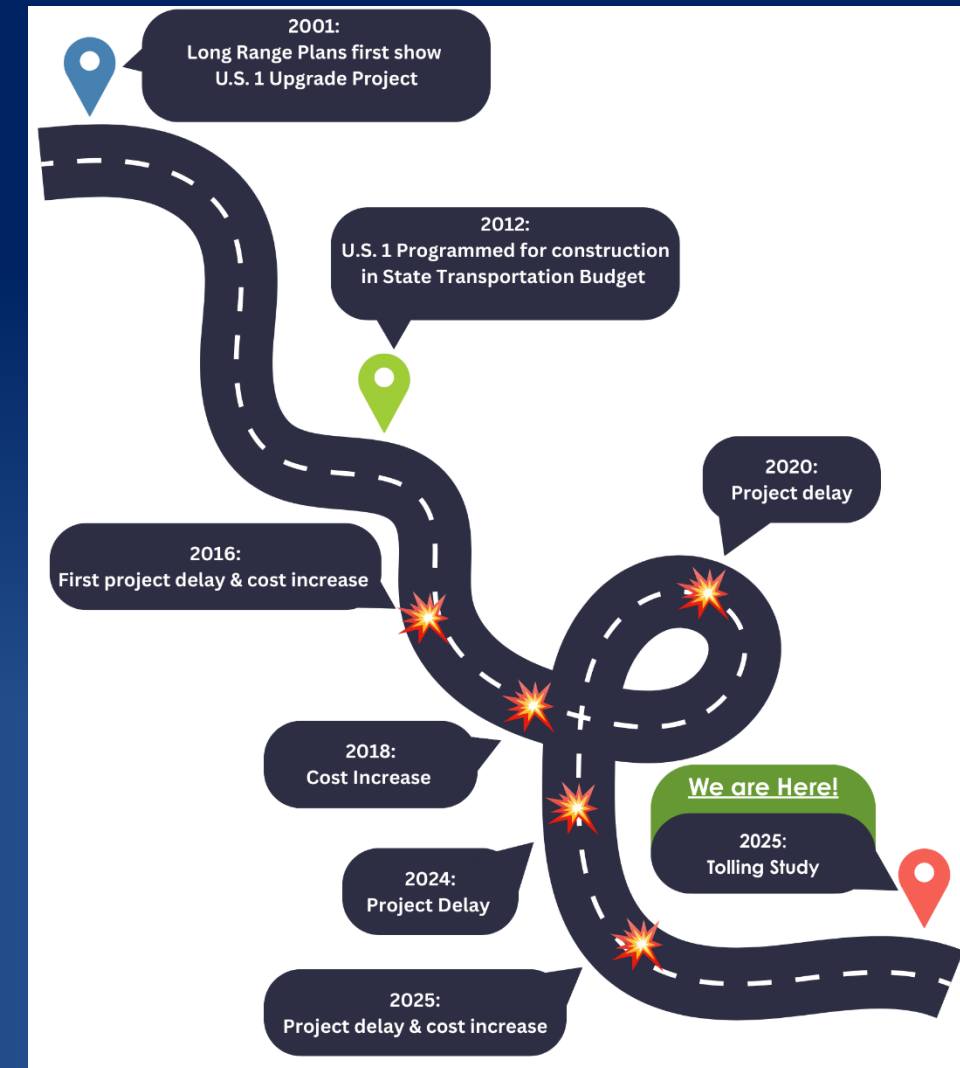 2001:
Long Range Plans first show
U.S. 1 Upgrade Project
2012:
U.S. 1 Programmed for construction
in State Transportation Budget
2016:
First project delay & cost increase
2018:
Cost Increase
2020:
Project delay
2024:
Project Delay
2025:
Project delay & cost increase
We are Here!
2025:
Tolling Study